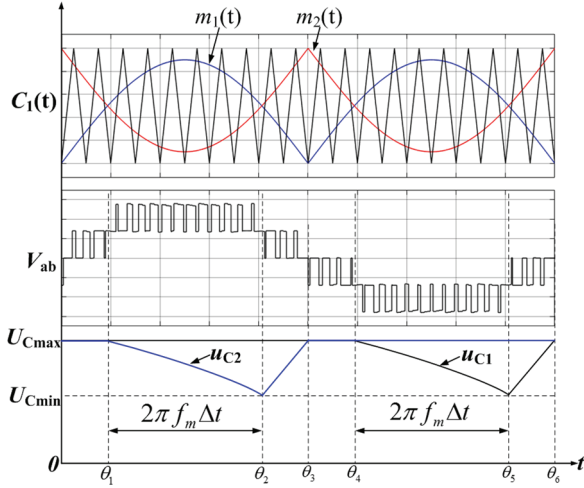 m₁(t) m₂(t)
C₁(t)
Vab
UCmax
uC2 uC1
UCmin
2π fm Δt 2π fm Δt
0 θ₁ θ₂ θ₃ θ₄ θ₅ θ₆ t